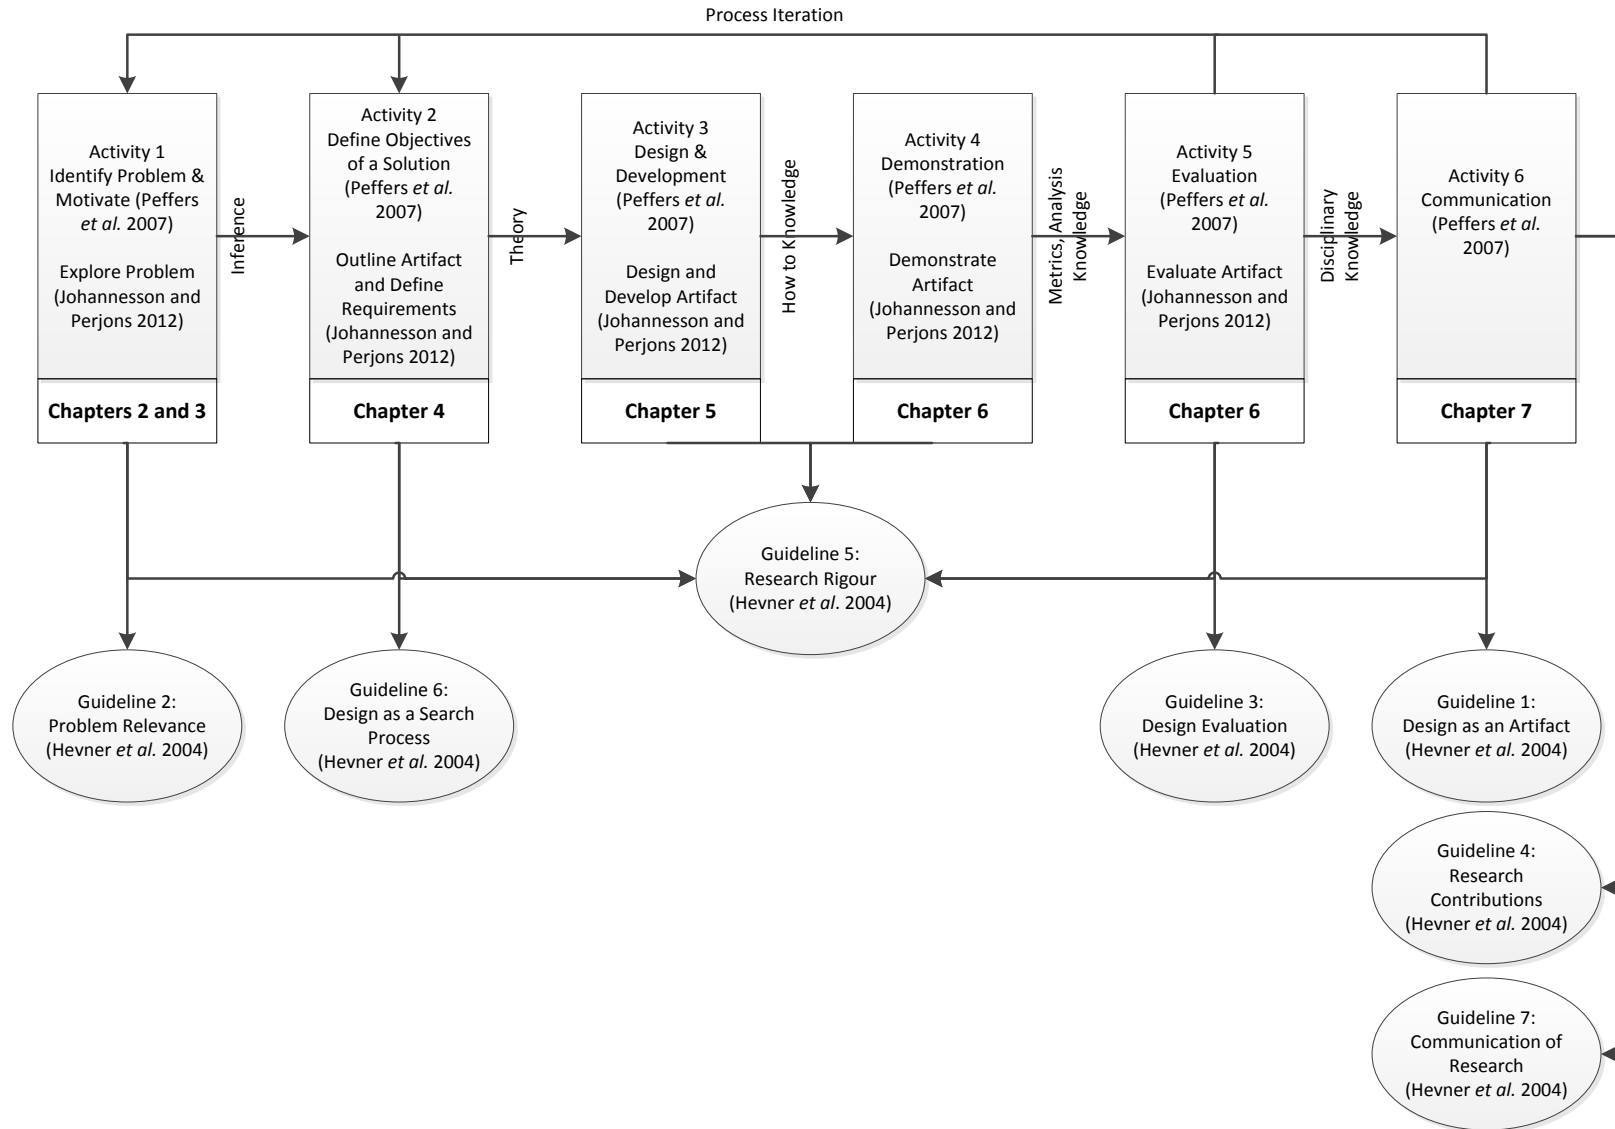 Process Iteration
Activity 1
Identify Problem &
Motivate (Peffers
et al. 2007)
Explore Problem
(Johannesson and
Perjons 2012)
Chapters 2 and 3
Inference
Activity 2
Define Objectives
of a Solution
(Peffers et al.
2007)
Outline Artifact
and Define
Requirements
(Johannesson and
Perjons 2012)
Chapter 4
Theory
Activity 3
Design &
Development
(Peffers et al.
2007)
Design and
Develop Artifact
(Johannesson and
Perjons 2012)
Chapter 5
How to Knowledge
Activity 4
Demonstration
(Peffers et al.
2007)
Demonstrate
Artifact
(Johannesson and
Perjons 2012)
Chapter 6
Metrics, Analysis
Knowledge
Activity 5
Evaluation
(Peffers et al.
2007)
Evaluate Artifact
(Johannesson and
Perjons 2012)
Chapter 6
Disciplinary
Knowledge
Activity 6
Communication
(Peffers et al.
2007)
Chapter 7
Guideline 5:
Research Rigour
(Hevner et al. 2004)
Guideline 2:
Problem Relevance
(Hevner et al. 2004)
Guideline 6:
Design as a Search
Process
(Hevner et al. 2004)
Guideline 3:
Design Evaluation
(Hevner et al. 2004)
Guideline 1:
Design as an Artifact
(Hevner et al. 2004)
Guideline 4:
Research
Contributions
(Hevner et al. 2004)
Guideline 7:
Communication of
Research
(Hevner et al. 2004)